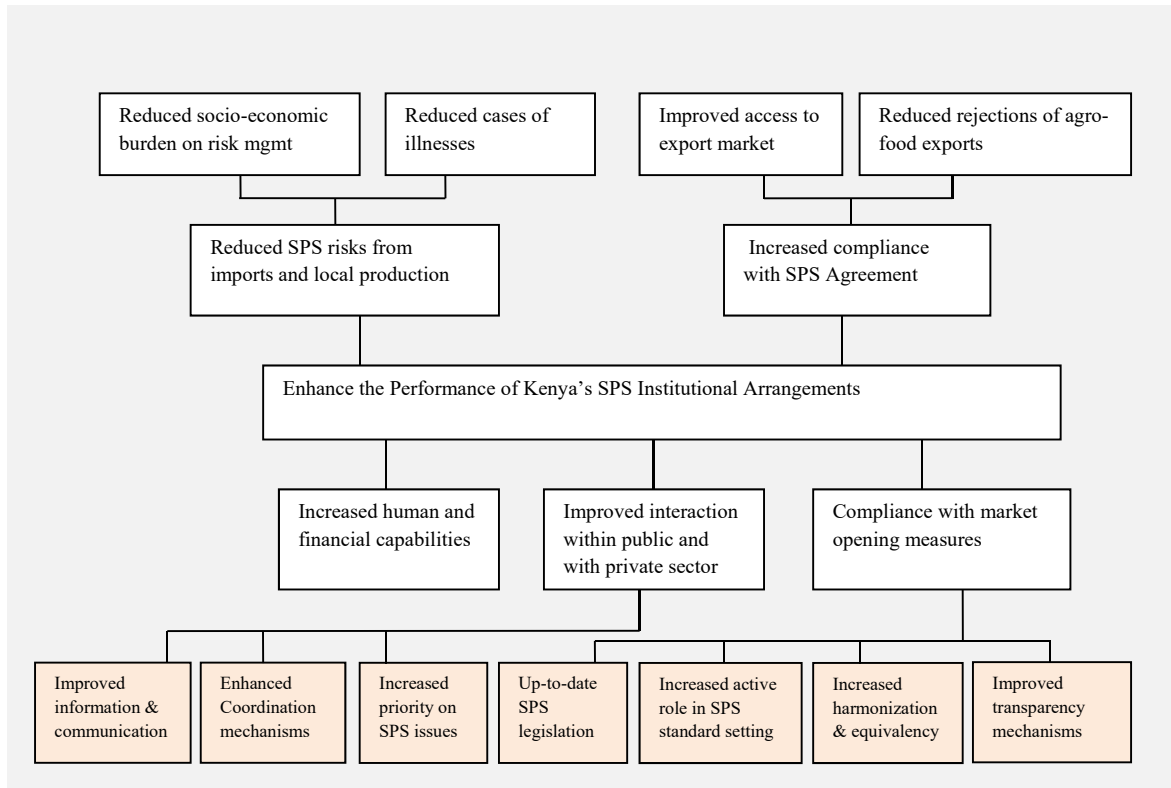 Reduced socio-economic
burden on risk mgmt
Reduced cases of
illnesses
Improved access to
export market
Reduced rejections of agro-
food exports
Reduced SPS risks from
imports and local production
Increased compliance
with SPS Agreement
Enhance the Performance of Kenya’s SPS Institutional Arrangements
Increased human and
financial capabilities
Improved interaction
within public and
with private sector
Compliance with market
opening measures
Improved
information &
communication
Enhanced
Coordination
mechanisms
Increased
priority on
SPS issues
Up-to-date
SPS
legislation
Increased active
role in SPS
standard setting
Increased
harmonization
& equivalency
Improved
transparency
mechanisms